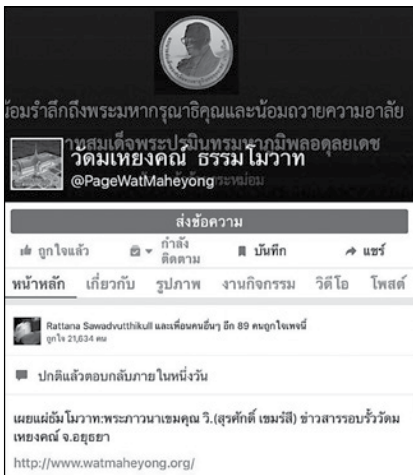 น้อมรำลึกถึงพระมหากรุณาธิคุณและน้อมถวายความอาลัย
สมเด็จพระปรมินทรมหาภูมิพลอดุลยเดช
วัดมเหยงคณ์ ธรรมโมวาท
@PageWatMaheyong
ส่งข้อความ
ถูกใจแล้ว
กำลังติดตาม
บันทึก
แชร์
หน้าหลัก เกี่ยวกับ รูปภาพ งานกิจกรรม วิดีโอ โพสต์
Rattana Sawadvutthikull และเพื่อนคนอื่นๆ อีก 89 คนถูกใจเพจนี้
ถูกใจ 21,634 คน
ปกติแล้วตอบกลับภายในหนึ่งวัน
เผยแผ่ธัมโมวาท:พระภาวนาเขมคุณ วิ.(สุรศักดิ์ เขมรํสี) ข่าวสารรอบรั้ววัดม
เหยงคณ์ จ.อยุธยา
http://www.watmaheyong.org/